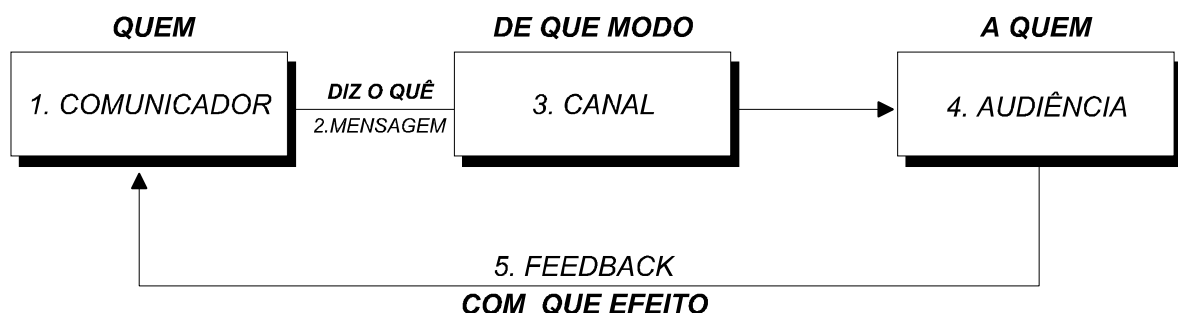 QUEM
DE QUE MODO
A QUEM
1. COMUNICADOR
DIZ O QUÊ
2.MENSAGEM
3. CANAL
4. AUDIÊNCIA
5. FEEDBACK
COM QUE EFEITO